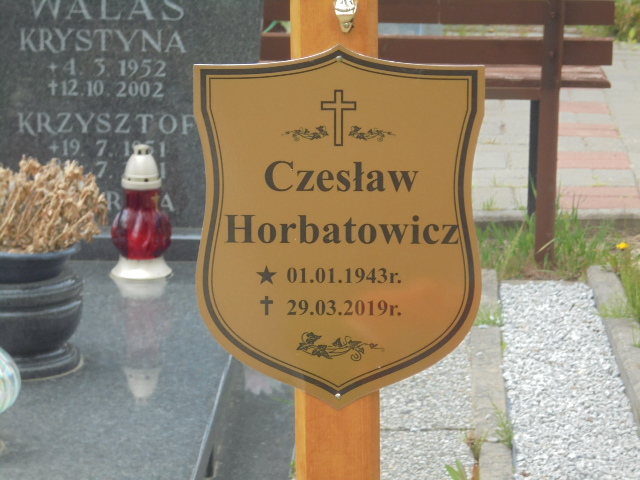 WALAS
KRYSTYNA
+4.3.1952
+12.10.2002
KRZYSZTOF
Czesław
Horbatowicz
★ 01.01.1943r.
✝ 29.03.2019r.